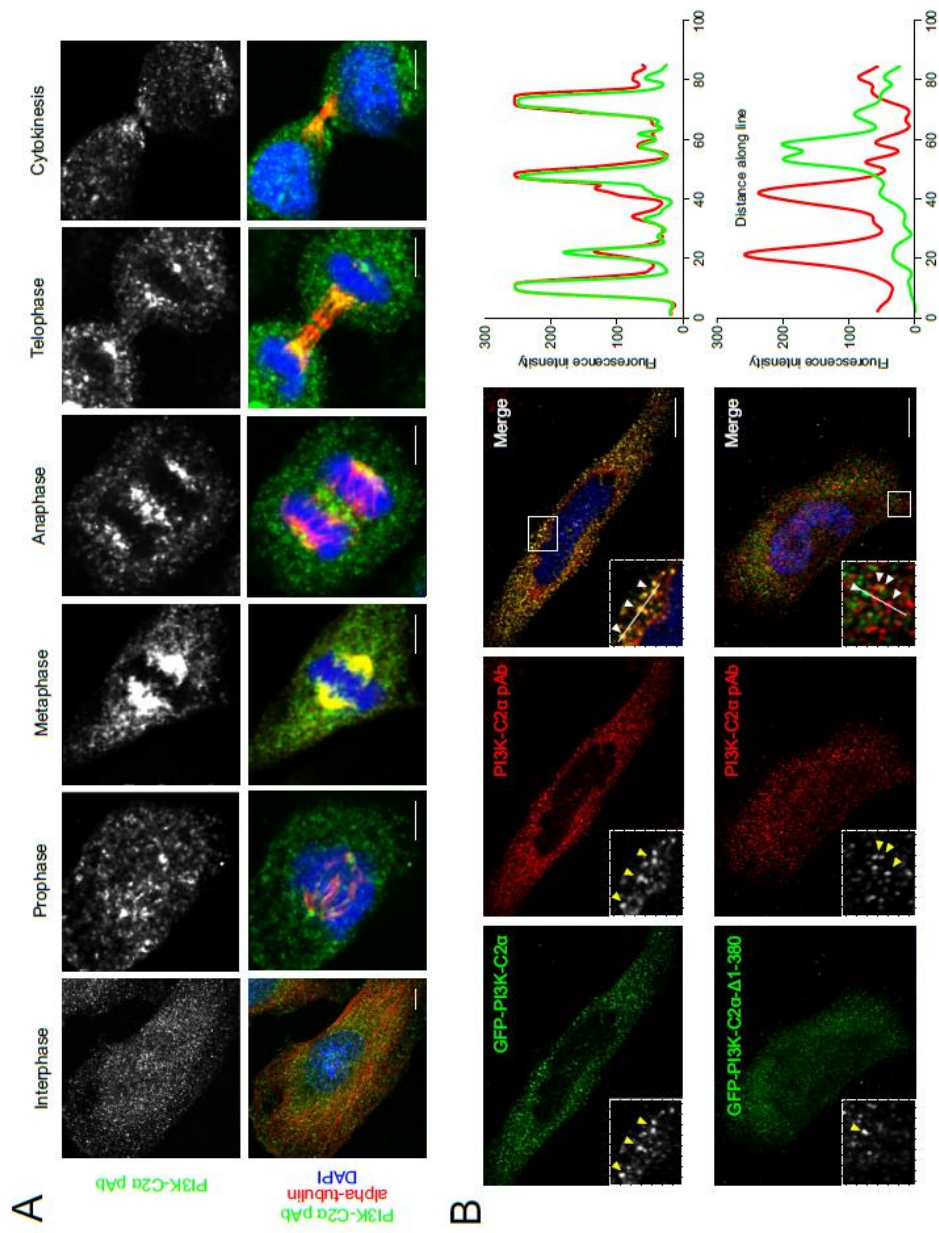 A
Interphase
Prophase
Metaphase
Anaphase
Telophase
Cytokinesis
PI3K-C2α pAb
PI3K-C2α pAb
alpha-tubulin
DAPI
B
GFP-PI3K-C2α
PI3K-C2α pAb
Merge
Fluorescence intensity
300
200
100
0
0
20
40
60
80
100
Distance along line
GFP-PI3K-C2α-Δ1-380
PI3K-C2α pAb
Merge
Fluorescence intensity
300
200
100
0
0
20
40
60
80
100